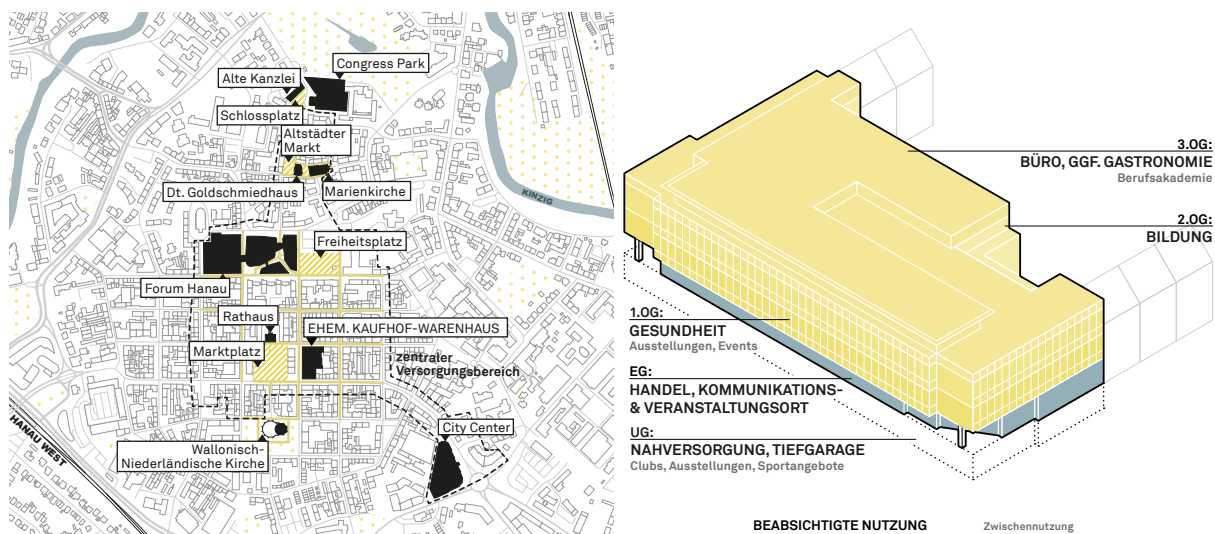 Congress Park
Alte Kanzlei
Schlossplatz
Altstädter
Markt
Dt. Goldschmiedhaus
Marienkirche
KINZIG
Freiheitsplatz
Forum Hanau
Rathaus
EHEM. KAUFHOF-WARENHAUS
Marktplatz
zentraler
Versorgungsbereich
City Center
HANAU WEST
Wallonisch-
Niederländische Kirche
3.OG:
BÜRO, GGF. GASTRONOMIE
Berufsakademie
2.OG:
BILDUNG
1.OG:
GESUNDHEIT
Ausstellungen, Events
EG:
HANDEL, KOMMUNIKATIONS-
& VERANSTALTUNGSORT
UG:
NAHVERSORGUNG, TIEFGARAGE
Clubs, Ausstellungen, Sportangebote
BEABSICHTIGTE NUTZUNG
Zwischennutzung